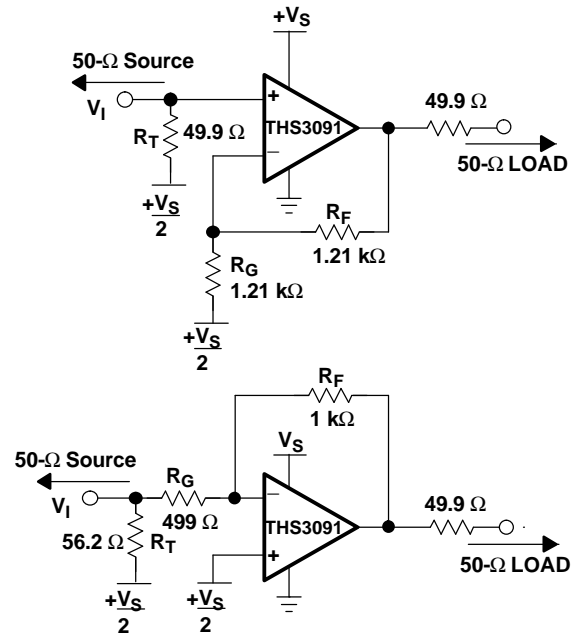 +VS
50-Ω Source
VI
+
THS3091
49.9 Ω
RT
49.9 Ω
−
50-Ω LOAD
+VS
2
RF
1.21 kΩ
RG
1.21 kΩ
+VS
2
RF
1 kΩ
VS
50-Ω Source
RG
VI
−
499 Ω
THS3091
49.9 Ω
56.2 Ω
RT
+
50-Ω LOAD
+VS
2
+VS
2